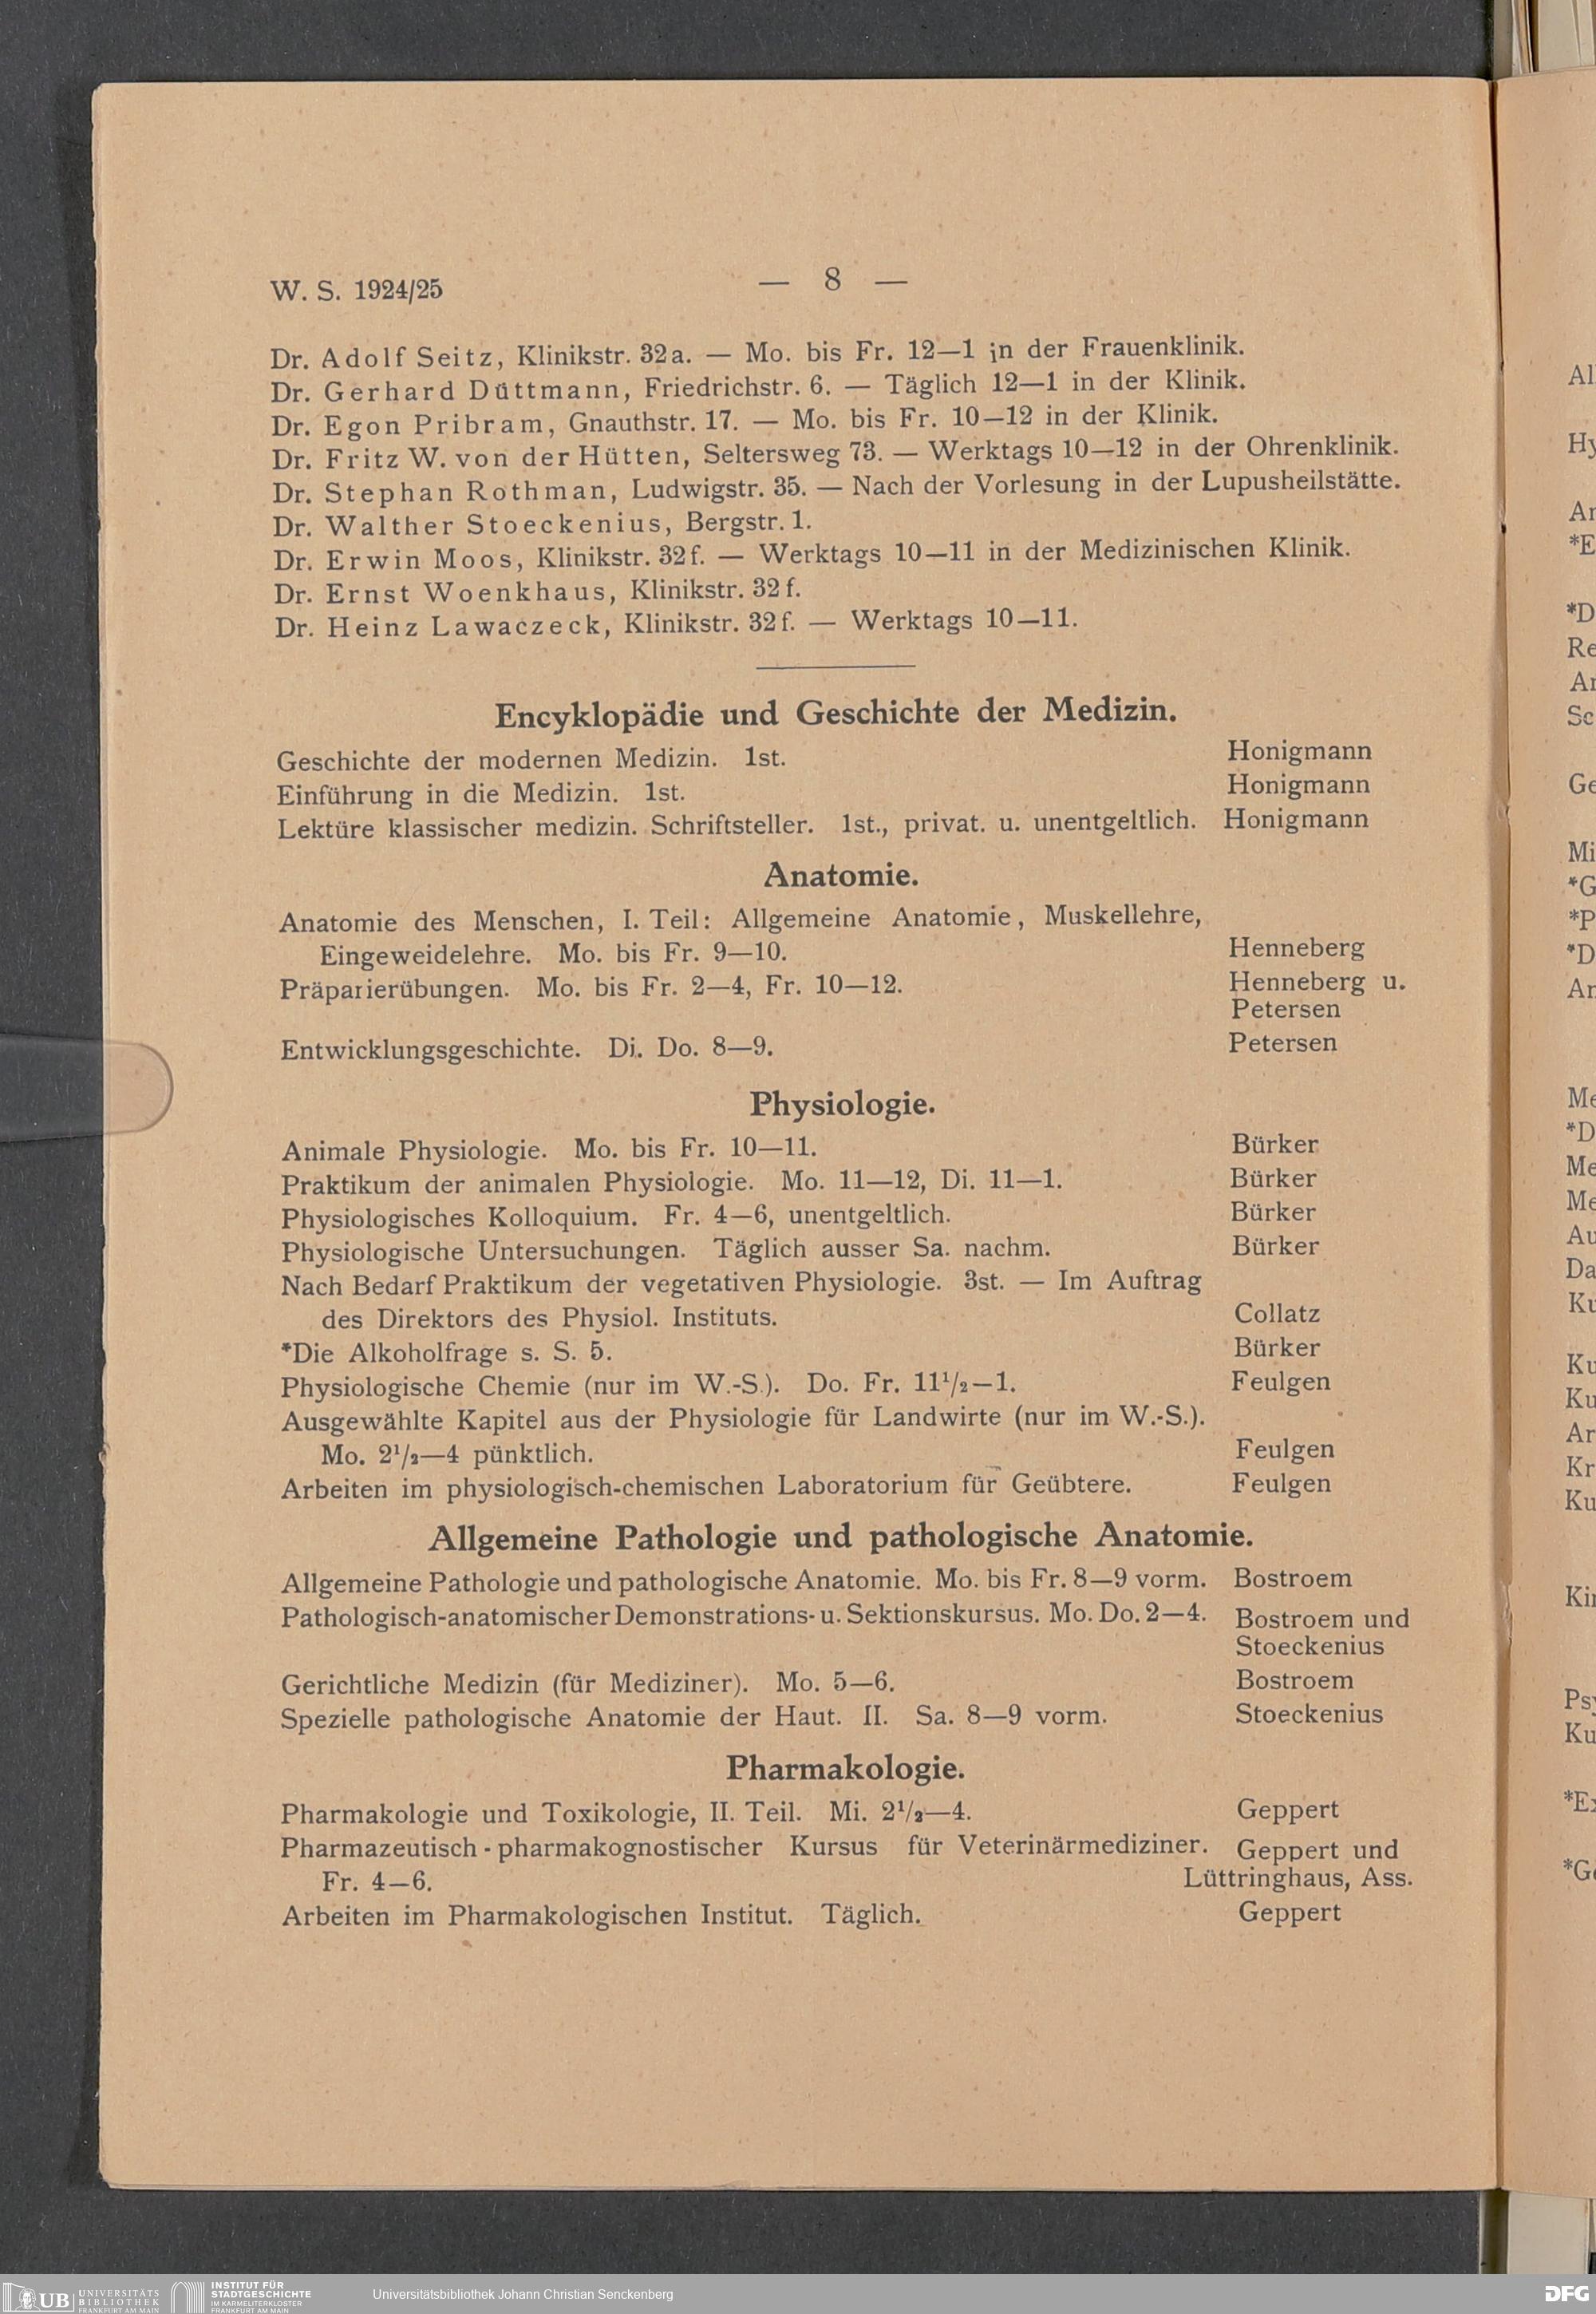 W. S. 1924/25 — 8 —
Dr. Adolf Seitz, Klinikstr. 32a. — Mo. bis Fr. 12—1 in der Frauenklinik.
Dr. Gerhard Düttmann, Friedrichstr. 6. — Täglich 12—1 in der Klinik.
Dr. Egon Pribram, Gnauthstr. 17. — Mo. bis Fr. 10—12 in der Klinik.
Dr. Fritz W. von der Hütten, Seltersweg 73. — Werktags 10—12 in der Ohrenklinik.
Dr. Stephan Rothman, Ludwigstr. 35. — Nach der Vorlesung in der Lupusheilstätte.
Dr. Walther Stoeckenius, Bergstr. 1.
Dr. Erwin Moos, Klinikstr. 32f. — Werktags 10—11 in der Medizinischen Klinik.
Dr. Ernst Woenkhaus, Klinikstr. 32f.
Dr. Heinz Lawaczeck, Klinikstr. 32f. — Werktags 10—11.
Encyklopädie und Geschichte der Medizin.
Geschichte der modernen Medizin. 1st. Honigmann
Einführung in die Medizin. 1st. Honigmann
Lektüre klassischer medizin. Schriftsteller. 1st., privat. u. unentgeltlich. Honigmann
Anatomie.
Anatomie des Menschen, I. Teil: Allgemeine Anatomie, Muskellehre,
Eingeweidelehre. Mo. bis Fr. 9—10. Henneberg
Präparierübungen. Mo. bis Fr. 2—4, Fr. 10—12. Henneberg u.
Petersen
Entwicklungsgeschichte. Di. Do. 8—9. Petersen
Physiologie.
Animale Physiologie. Mo. bis Fr. 10—11. Bürker
Praktikum der animalen Physiologie. Mo. 11—12, Di. 11—1. Bürker
Physiologisches Kolloquium. Fr. 4—6, unentgeltlich. Bürker
Physiologische Untersuchungen. Täglich ausser Sa. nachm. Bürker
Nach Bedarf Praktikum der vegetativen Physiologie. 3st. — Im Auftrag
des Direktors des Physiol. Instituts. Collatz
*Die Alkoholfrage s. S. 5. Bürker
Physiologische Chemie (nur im W.-S.). Do. Fr. 11½—1. Feulgen
Ausgewählte Kapitel aus der Physiologie für Landwirte (nur im W.-S.).
Mo. 2½—4 pünktlich. Feulgen
Arbeiten im physiologisch-chemischen Laboratorium für Geübtere. Feulgen
Allgemeine Pathologie und pathologische Anatomie.
Allgemeine Pathologie und pathologische Anatomie. Mo. bis Fr. 8—9 vorm. Bostroem
Pathologisch-anatomischer Demonstrations- u. Sektionskursus. Mo. Do. 2—4. Bostroem und
Stoeckenius
Gerichtliche Medizin (für Mediziner). Mo. 5—6. Bostroem
Spezielle pathologische Anatomie der Haut. II. Sa. 8—9 vorm. Stoeckenius
Pharmakologie.
Pharmakologie und Toxikologie, II. Teil. Mi. 2½—4. Geppert
Pharmazeutisch-pharmakognostischer Kursus für Veterinärmediziner. Geppert und
Fr. 4—6. Lüttringhaus, Ass.
Arbeiten im Pharmakologischen Institut. Täglich. Geppert
UB UNIVERSITÄTS
BIBLIOTHEK
FRANKFURT AM MAIN
INSTITUT FÜR
STADTGESCHICHTE
IM KARMELITERKLOSTER
FRANKFURT AM MAIN
Universitätsbibliothek Johann Christian Senckenberg
DFG